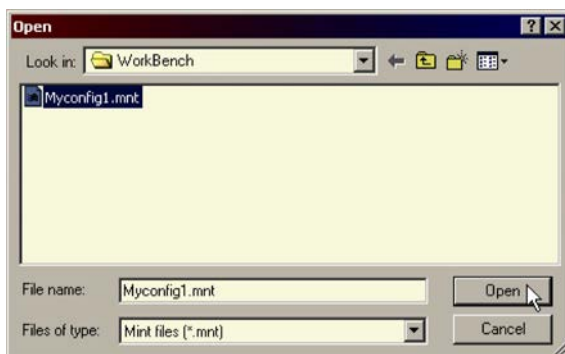 Open
Look in: WorkBench
Myconfig1.mnt
File name: Myconfig1.mnt Open
Files of type: Mint files (*.mnt) Cancel